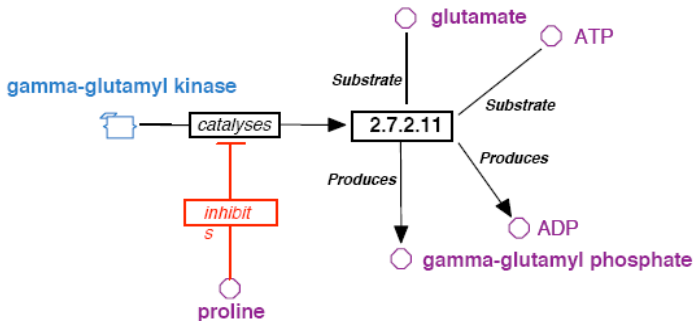 glutamate
ATP
gamma-glutamyl kinase
Substrate
Substrate
catalyses
2.7.2.11
Produces
Produces
inhibit
s
ADP
gamma-glutamyl phosphate
proline